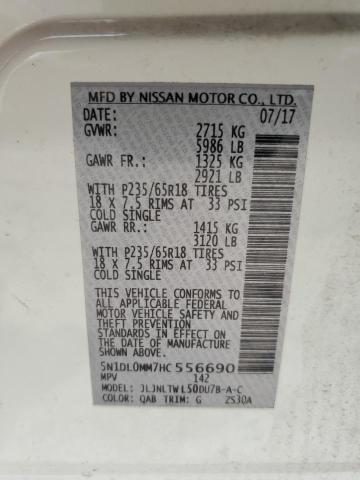 MFD BY NISSAN MOTOR CO., LTD.
DATE: 07/17
GVWR: 2715 KG
5986 LB
GAWR FR.: 1325 KG
2921 LB
WITH P235/65R18 TIRES
18 X 7.5 RIMS AT 33 PSI
COLD SINGLE
GAWR RR.: 1415 KG
3120 LB
WITH P235/65R18 TIRES
18 X 7.5 RIMS AT 33 PSI
COLD SINGLE
THIS VEHICLE CONFORMS TO
ALL APPLICABLE FEDERAL
MOTOR VEHICLE SAFETY AND
THEFT PREVENTION
STANDARDS IN EFFECT ON THE
DATE OF MANUFACTURE SHOWN
ABOVE.
5N1DL0MM7HC556690
MPV 142
JLJNLTWL50DU7B-A-C
COLOR: QAB TRIM: G 2S30A